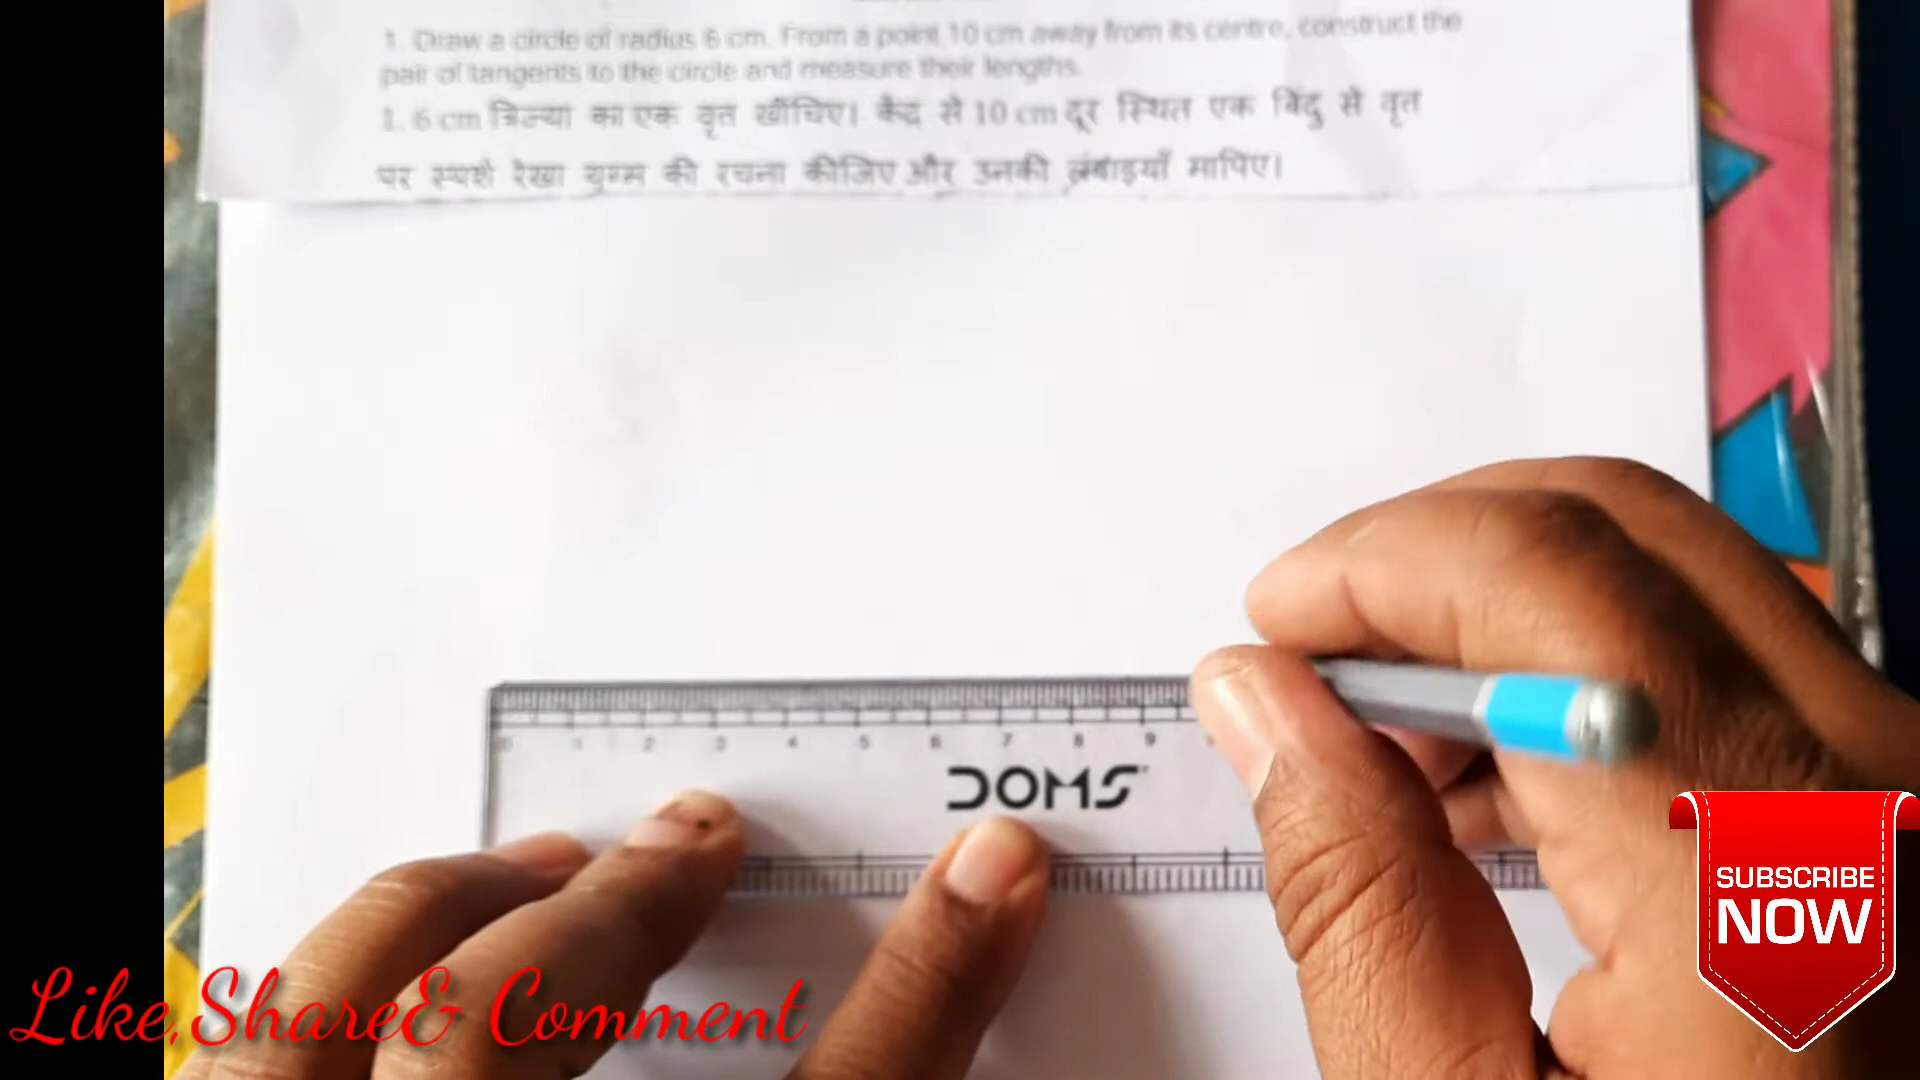 1. Draw a circle of radius 6 cm. From a point 10 cm away from its centre, construct the
pair of tangents to the circle and measure their lengths.
1. 6 cm त्रिज्या का एक वृत्त खींचिए। केंद्र से 10 cm दूर स्थित एक बिंदु से वृत्त
पर स्पर्श रेखा युग्म की रचना कीजिए और उनकी लंबाइयाँ मापिए।
0 1 2 3 4 5 6 7 8 9
DOMS
SUBSCRIBE
NOW
Like,Share& Comment